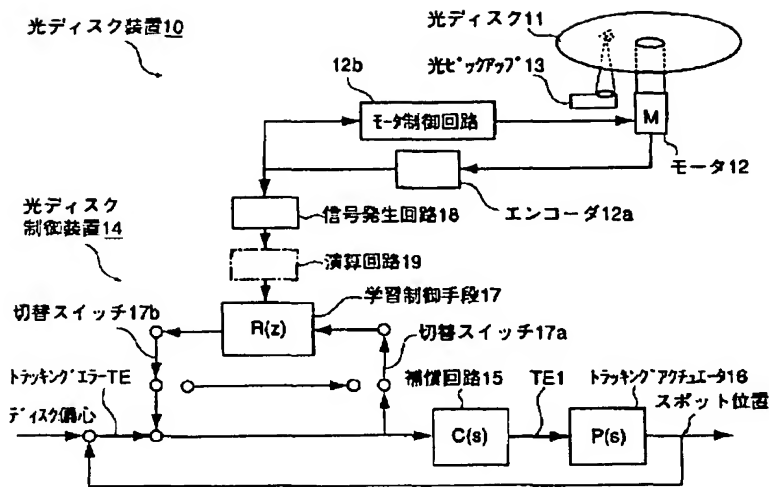 光ディスク装置10
光ディスク11
光ピックアップ13
12b
モータ制御回路
M
モータ12
エンコーダ12a
信号発生回路18
光ディスク
制御装置14
演算回路19
学習制御手段17
切替スイッチ17b
R(z)
切替スイッチ17a
トラッキングエラーTE
補償回路15
TE1
トラッキングアクチュエータ16
スポット位置
ディスク偏心
C(s)
P(s)